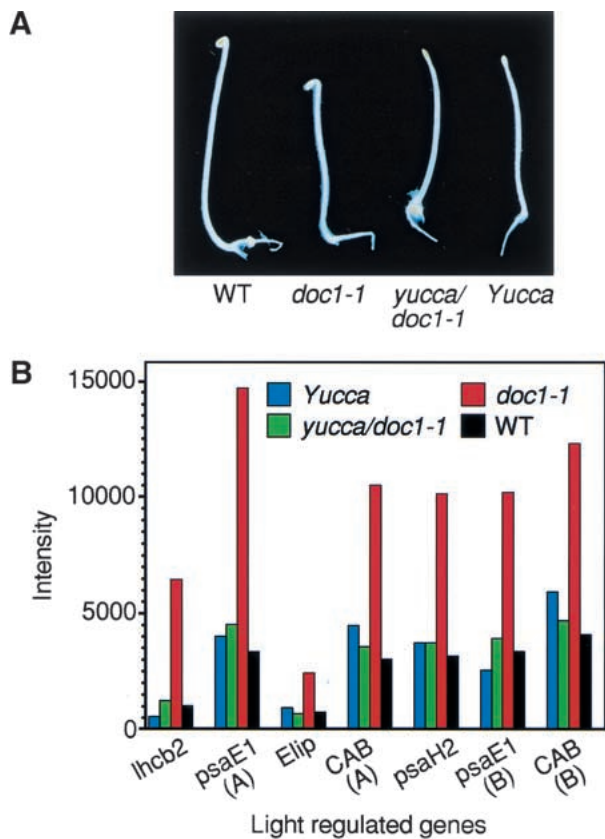 A
WT
doc1-1
yucca/
doc1-1
Yucca
B
Yucca
doc1-1
yucca/doc1-1
WT
15000
10000
5000
0
Intensity
lhcb2
psaE1
(A)
Elip
CAB
(A)
psaH2
psaE1
(B)
CAB
(B)
Light regulated genes